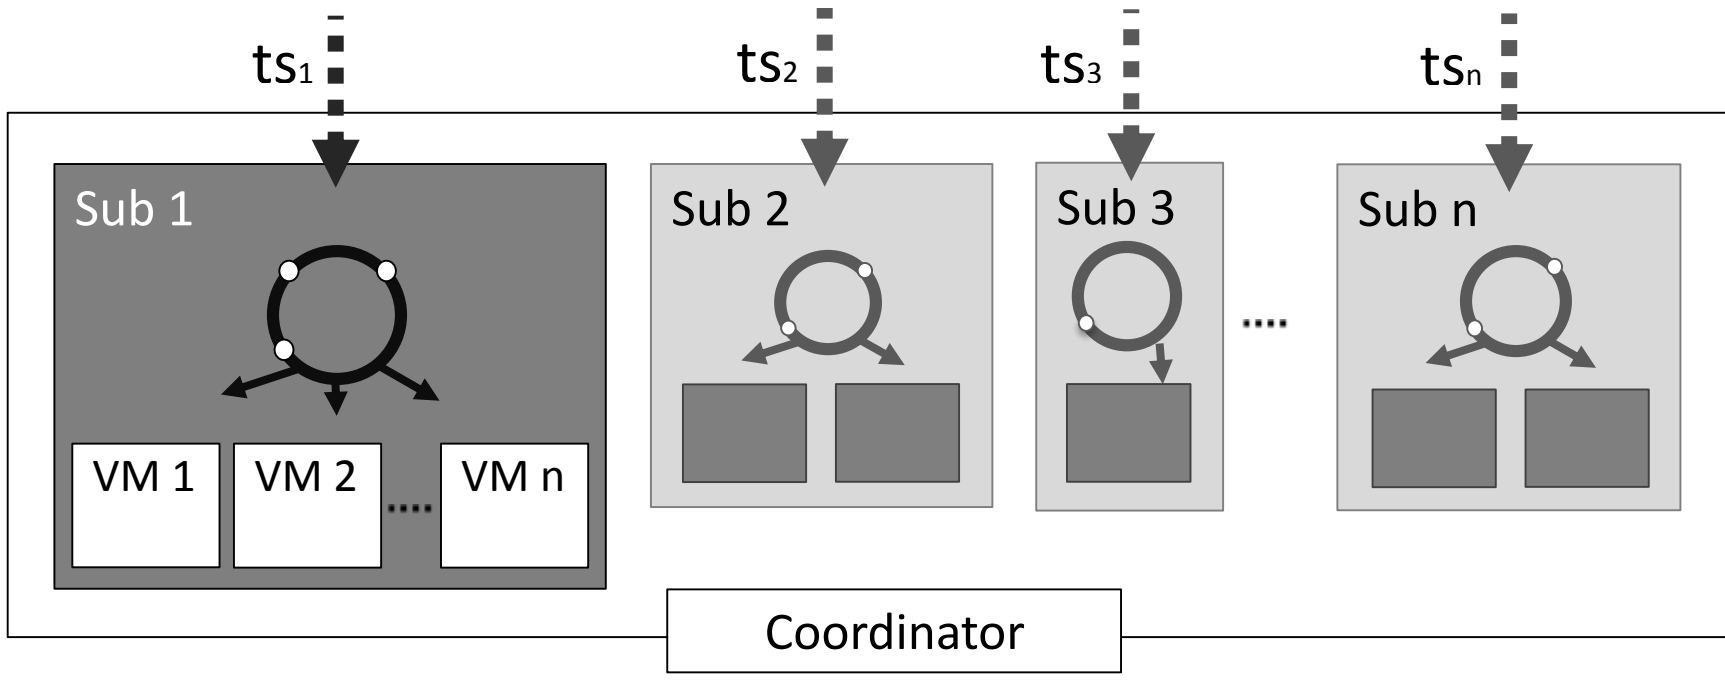 ts₁
ts₂
ts₃
tsₙ
Sub 1
Sub 2
Sub 3
Sub n
VM 1
VM 2
VM n
Coordinator